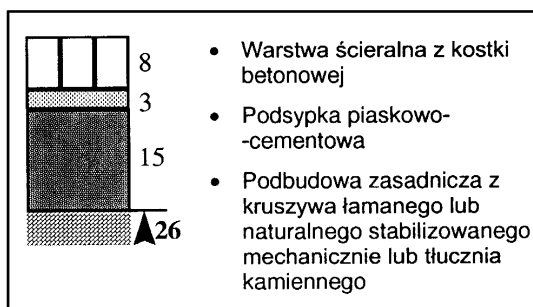 8
3
15
26
• Warstwa ścieralna z kostki
betonowej
• Podsypka piaskowo-
-cementowa
• Podbudowa zasadnicza z
kruszywa łamanego lub
naturalnego stabilizowanego
mechanicznie lub tłucznia
kamiennego